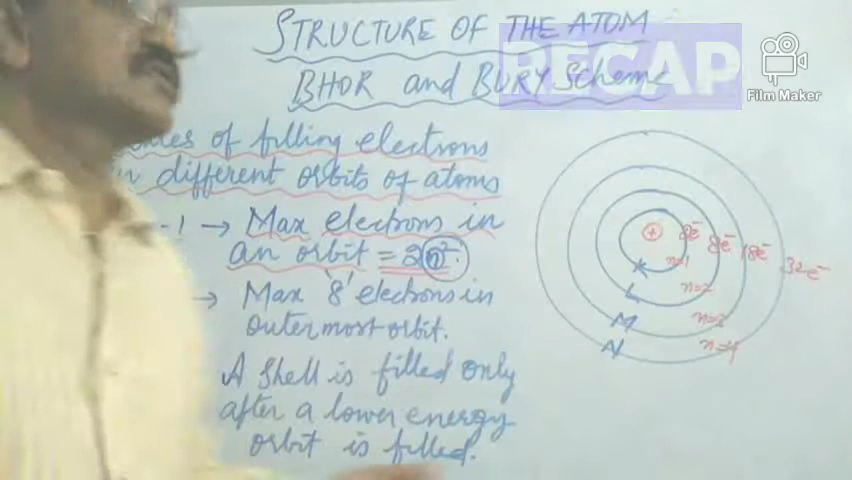 STRUCTURE OF THE ATOM
RECAP
Film Maker
BHOR and BURY Scheme
of filling electrons
different orbits of atoms
-1 → Max electrons in
an orbit = 2n².
→ Max '8' electrons in
outermost orbit.
A shell is filled only
after a lower energy
orbit is filled.
+
2e⁻ 8e⁻ 18e⁻ 32e⁻
K n=1
L n=2
M n=3
N n=4